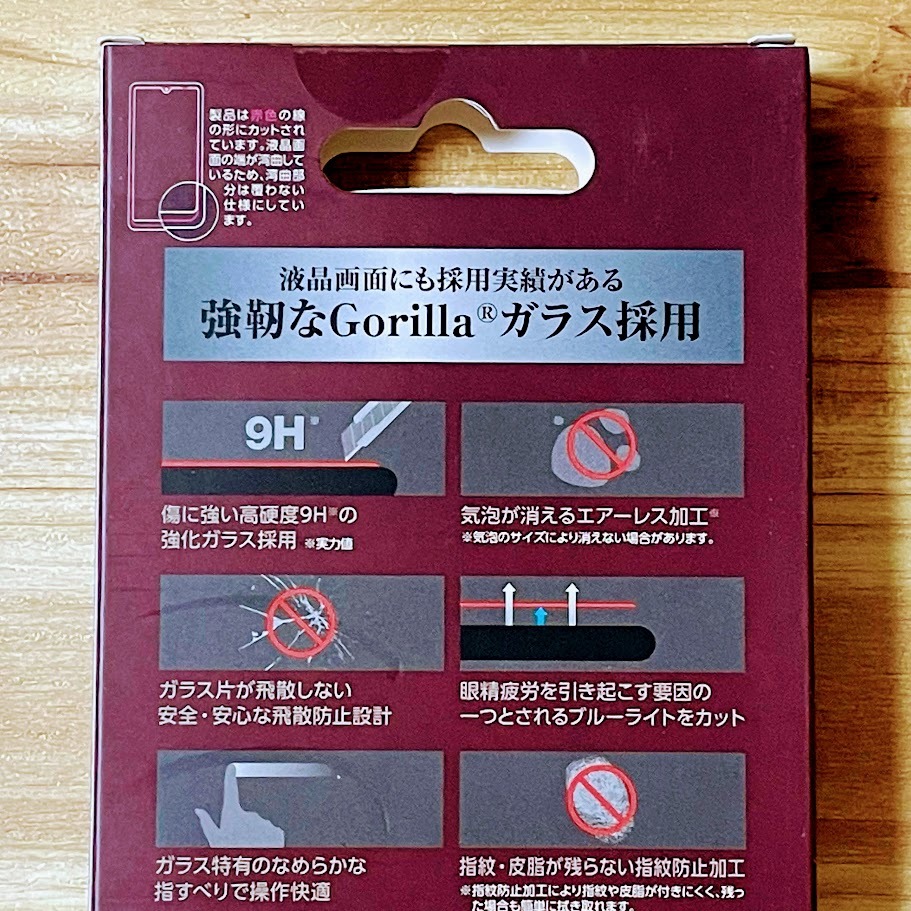 製品は赤色の線
の形にカットされ
ています。液晶画
面の端が湾曲して
いるため、湾曲部
分は覆わない
仕様にしてい
ます。
液晶画面にも採用実績がある
強靭なGorilla®ガラス採用
9H※
傷に強い高硬度9H※の
強化ガラス採用 ※実力値
気泡が消えるエアーレス加工※
※気泡のサイズにより消えない場合があります。
ガラス片が飛散しない
安全・安心な飛散防止設計
眼精疲労を引き起こす要因の
一つとされるブルーライトをカット
ガラス特有のなめらかな
指すべりで操作快適
指紋・皮脂が残らない指紋防止加工
※指紋防止加工により指紋や皮脂が付きにくく、残っ
た場合も簡単に拭き取れます。